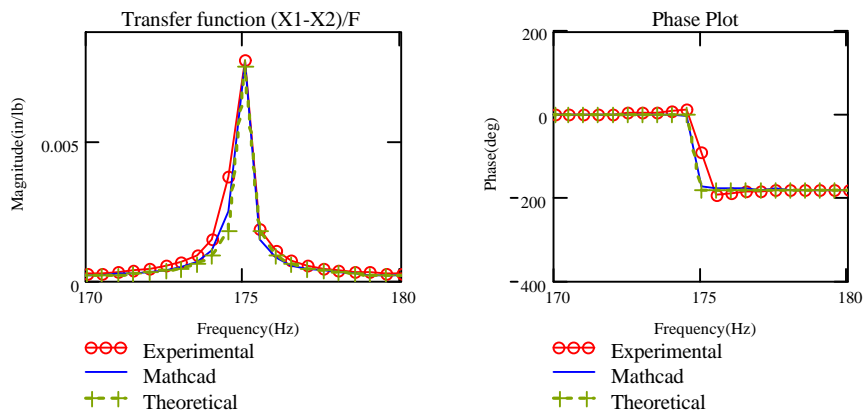 Transfer function (X1-X2)/F
Magnitude(in/lb)
0.005
0
170
175
180
Frequency(Hz)
Experimental
Mathcad
Theoretical
Phase Plot
Phase(deg)
200
0
−200
−400
170
175
180
Frequency(Hz)
Experimental
Mathcad
Theoretical